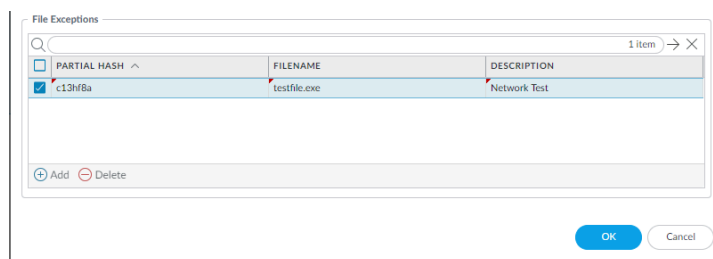 File Exceptions
1 item
PARTIAL HASH FILENAME DESCRIPTION
c13hf8a testfile.exe Network Test
Add Delete
OK Cancel